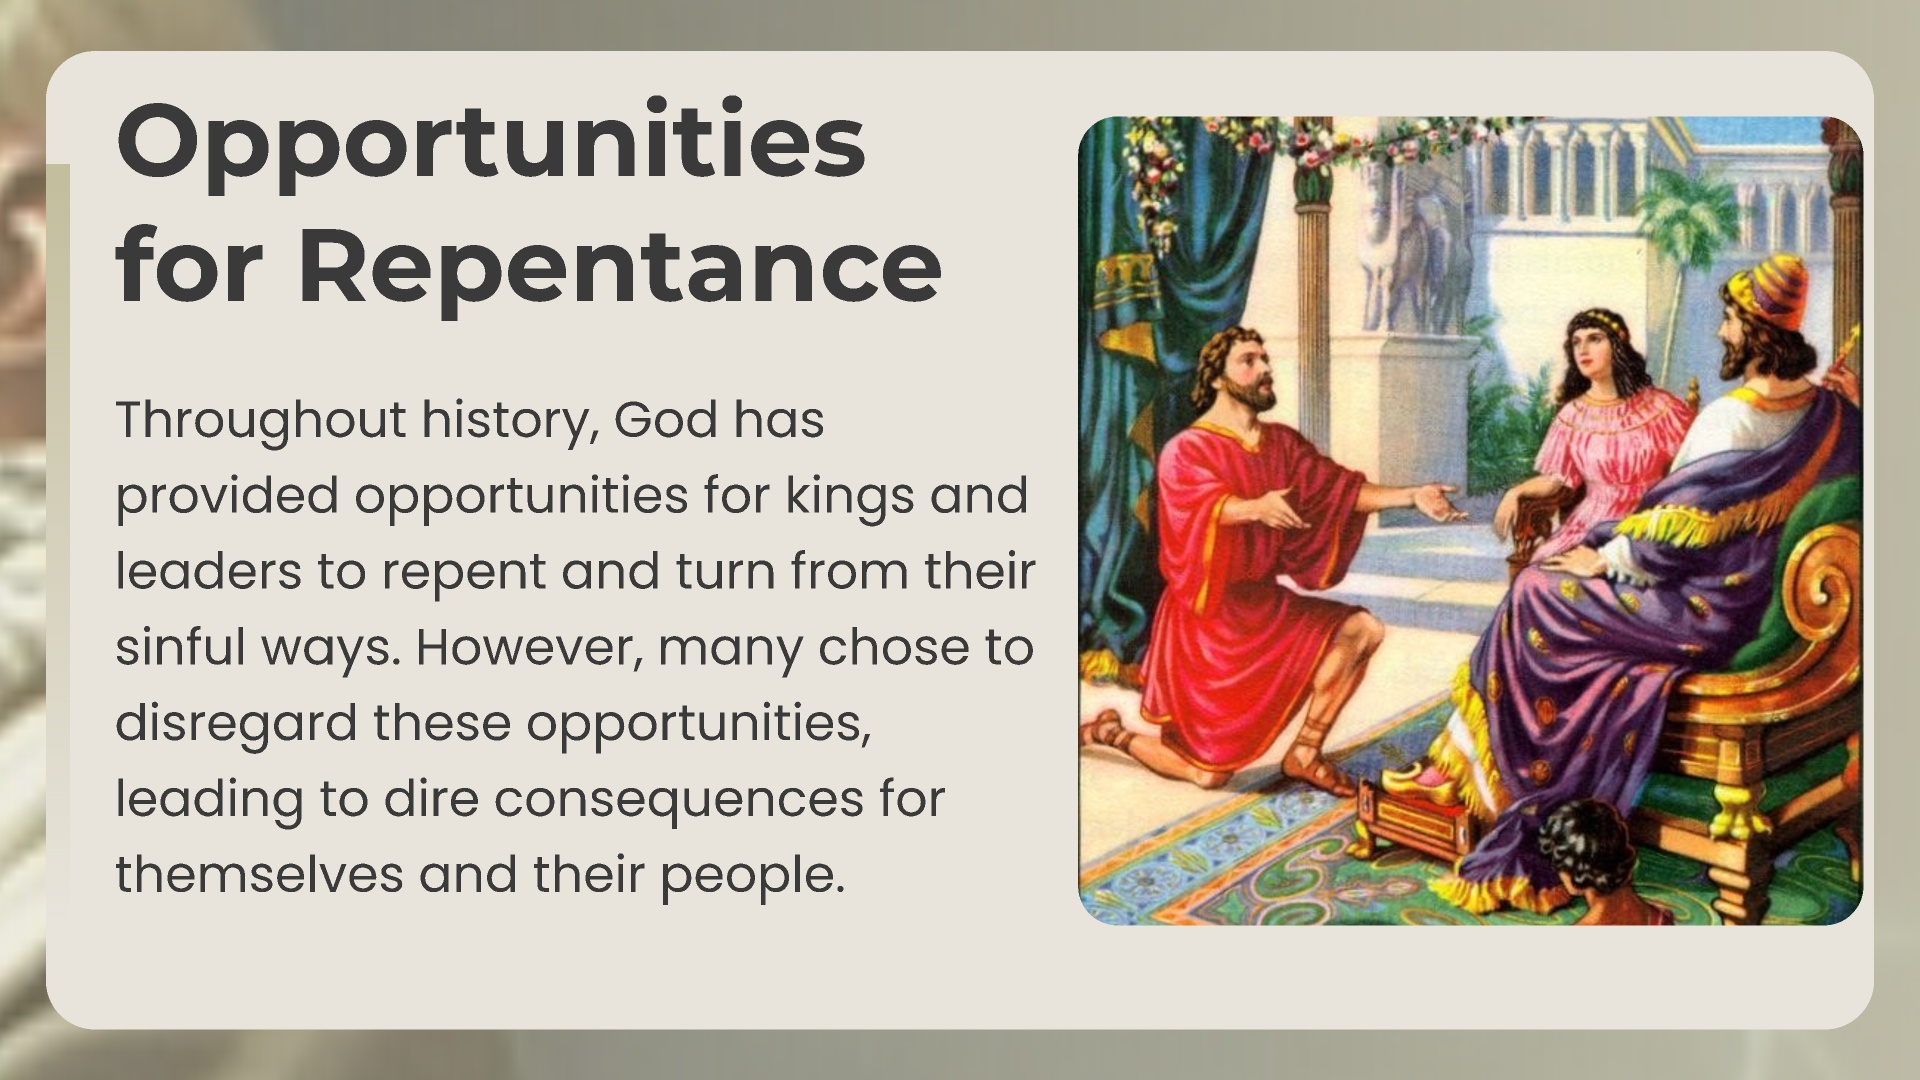 Opportunities
for Repentance
Throughout history, God has
provided opportunities for kings and
leaders to repent and turn from their
sinful ways. However, many chose to
disregard these opportunities,
leading to dire consequences for
themselves and their people.